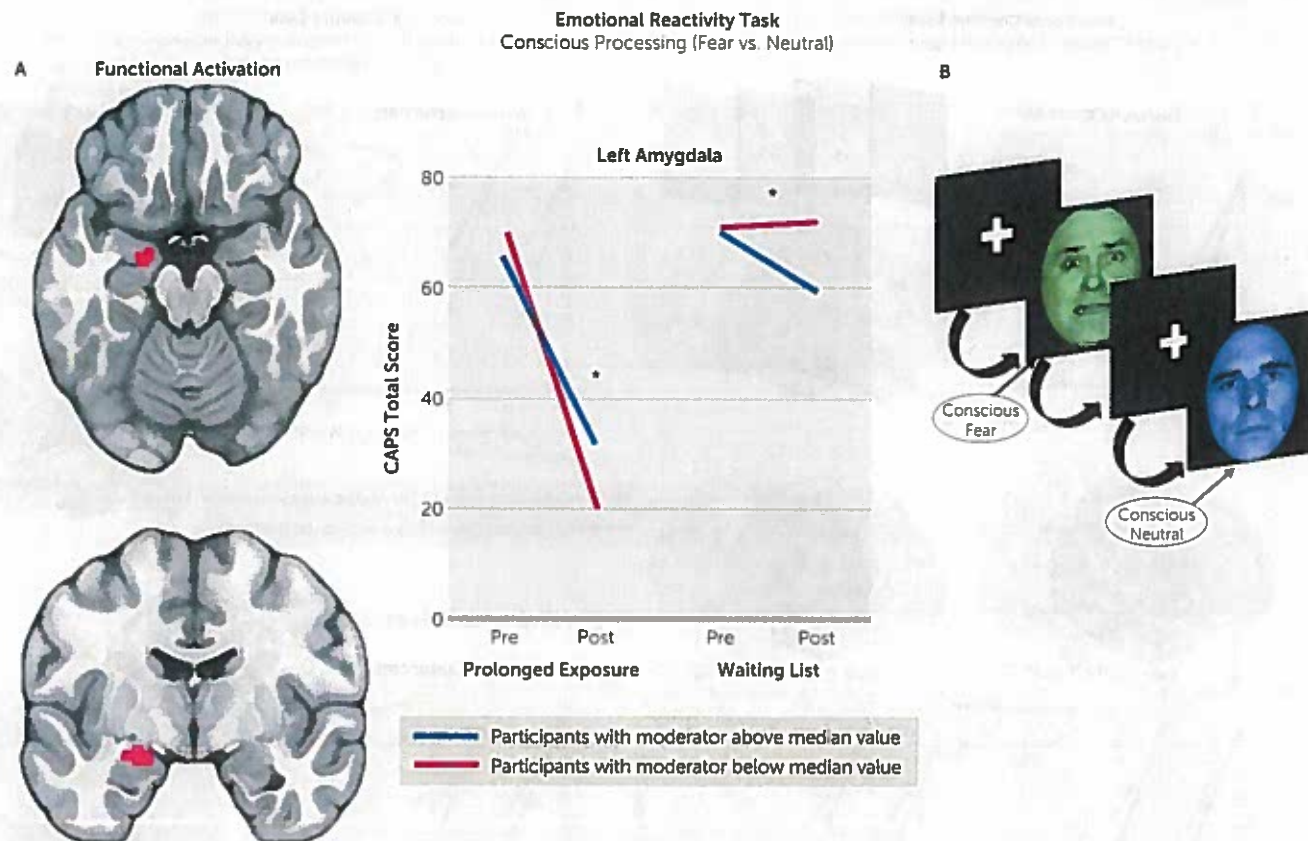 Emotional Reactivity Task
Conscious Processing (Fear vs. Neutral)
A
Functional Activation
B
Left Amygdala
80
60
40
20
0
*
*
CAPS Total Score
Pre
Post
Pre
Post
Prolonged Exposure
Waiting List
Participants with moderator above median value
Participants with moderator below median value
Conscious
Fear
Conscious
Neutral